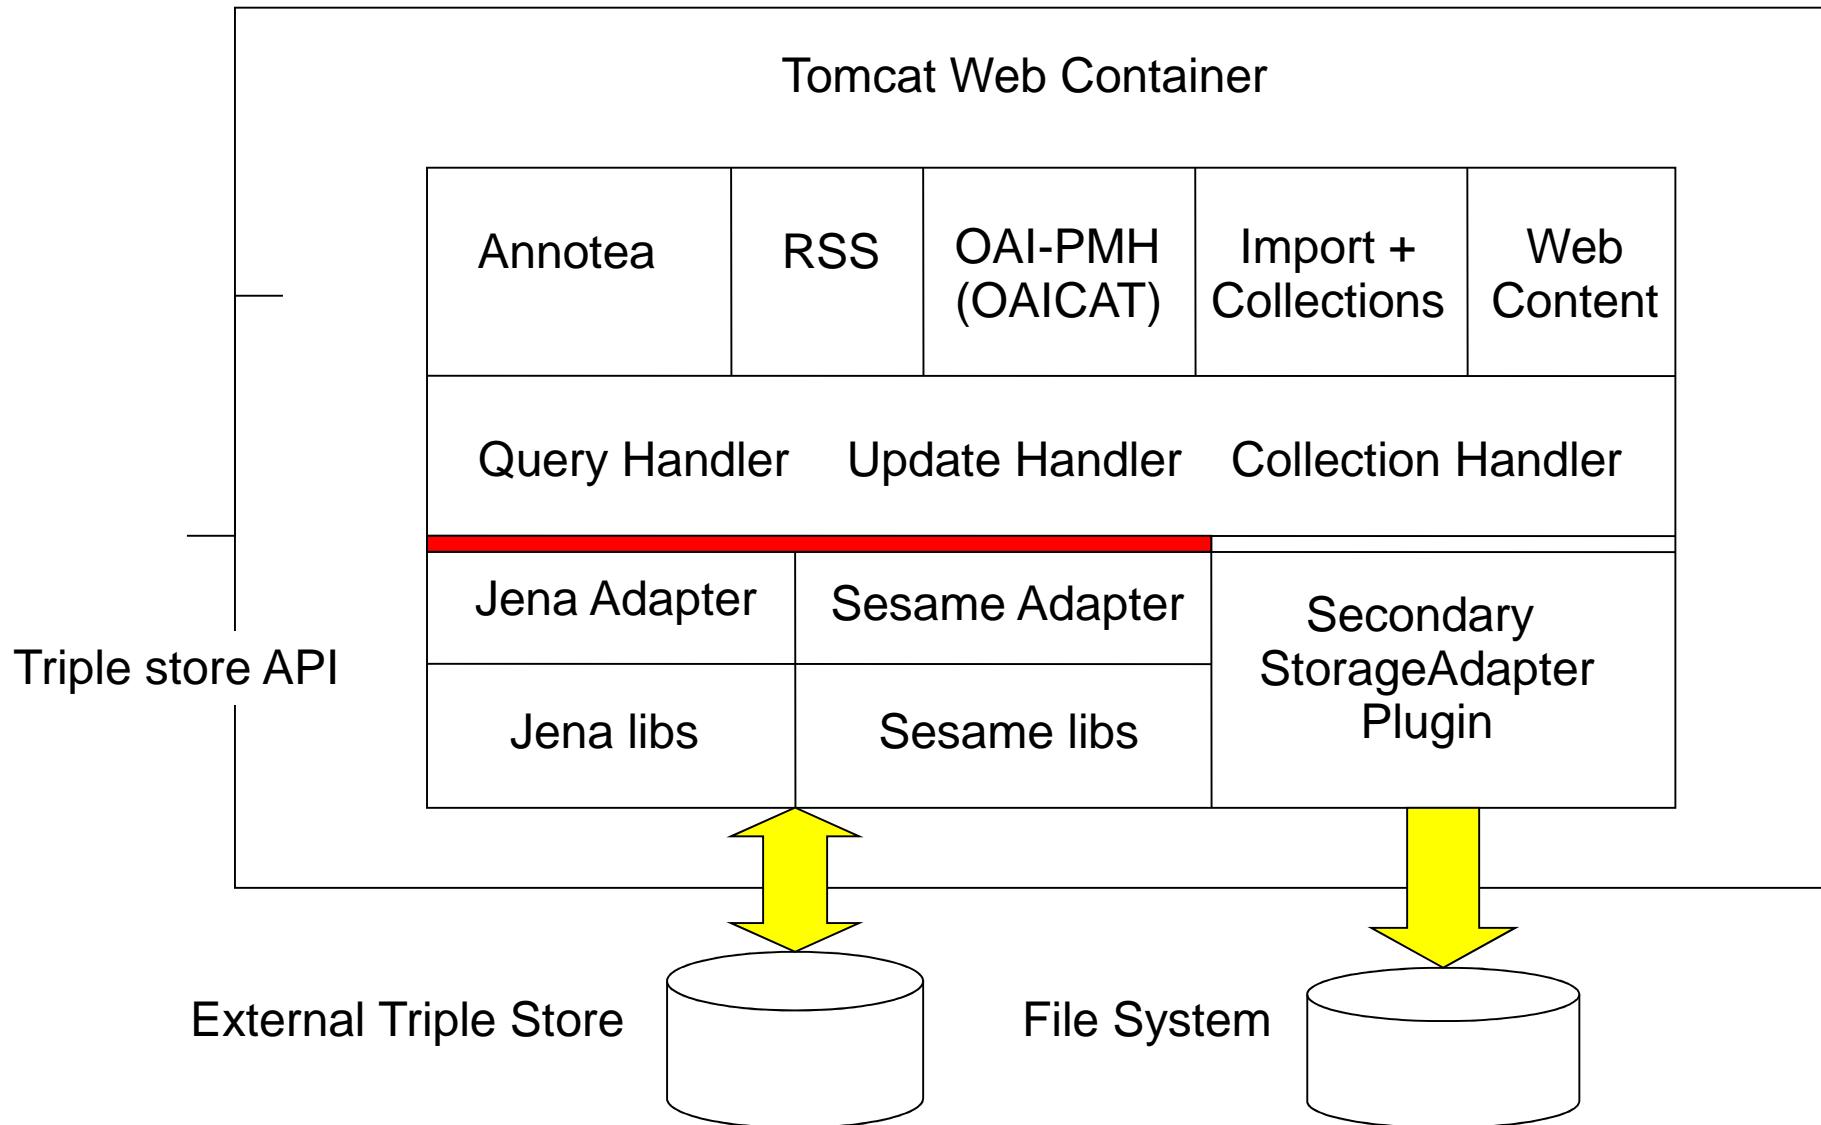 Tomcat Web Container
Annotea
RSS
OAI-PMH
(OAICAT)
Import +
Collections
Web
Content
Query Handler
Update Handler
Collection Handler
Jena Adapter
Sesame Adapter
Secondary
StorageAdapter
Plugin
Triple store API
Jena libs
Sesame libs
External Triple Store
File System